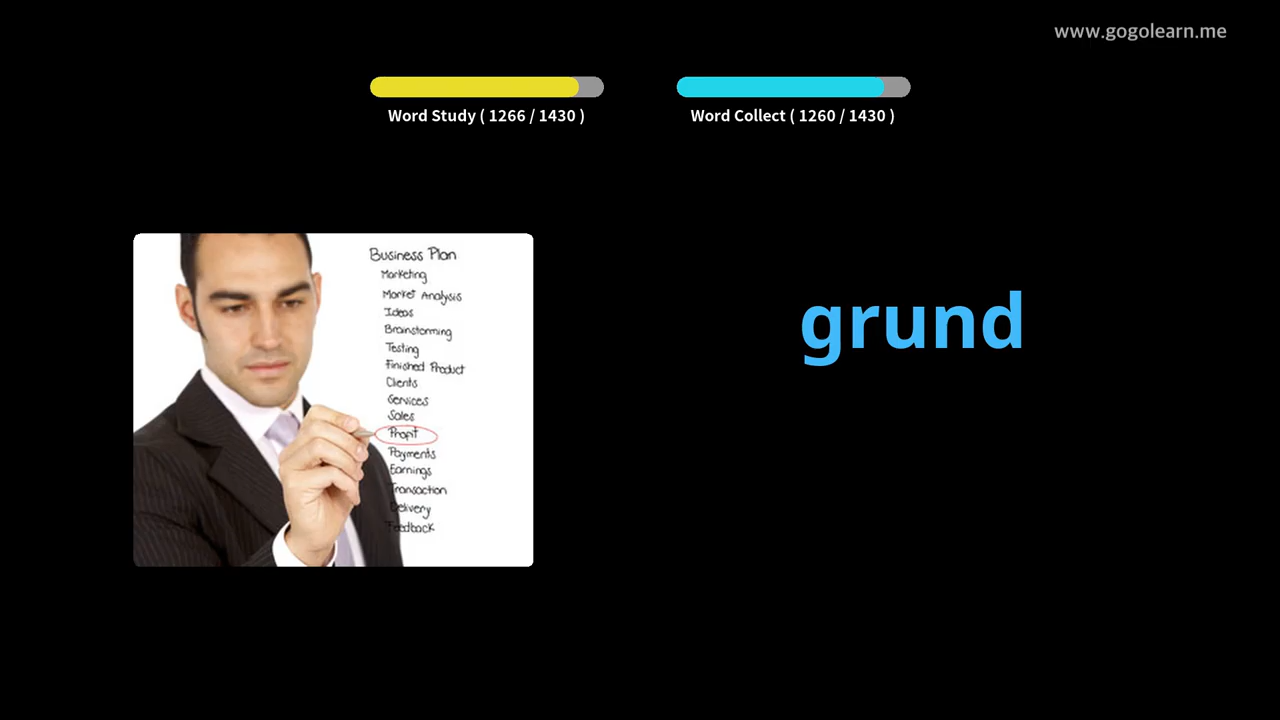 www.gogolearn.me
Word Study ( 1266 / 1430 )
Word Collect ( 1260 / 1430 )
Business Plan
Marketing
Market Analysis
Ideas
Brainstorming
Testing
Finished Product
Clients
Services
Sales
Profit
Payments
Earnings
Transaction
Delivery
Feedback
grund